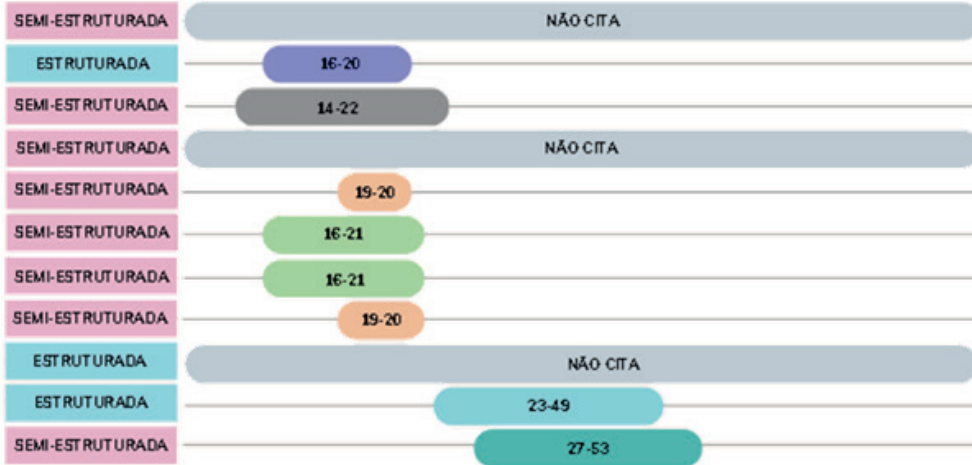 SEMI-ESTRUTURADA NÃO CITA
ESTRUTURADA 16-20
SEMI-ESTRUTURADA 14-22
SEMI-ESTRUTURADA NÃO CITA
SEMI-ESTRUTURADA 19-20
SEMI-ESTRUTURADA 16-21
SEMI-ESTRUTURADA 16-21
SEMI-ESTRUTURADA 19-20
ESTRUTURADA NÃO CITA
ESTRUTURADA 23-49
SEMI-ESTRUTURADA 27-53